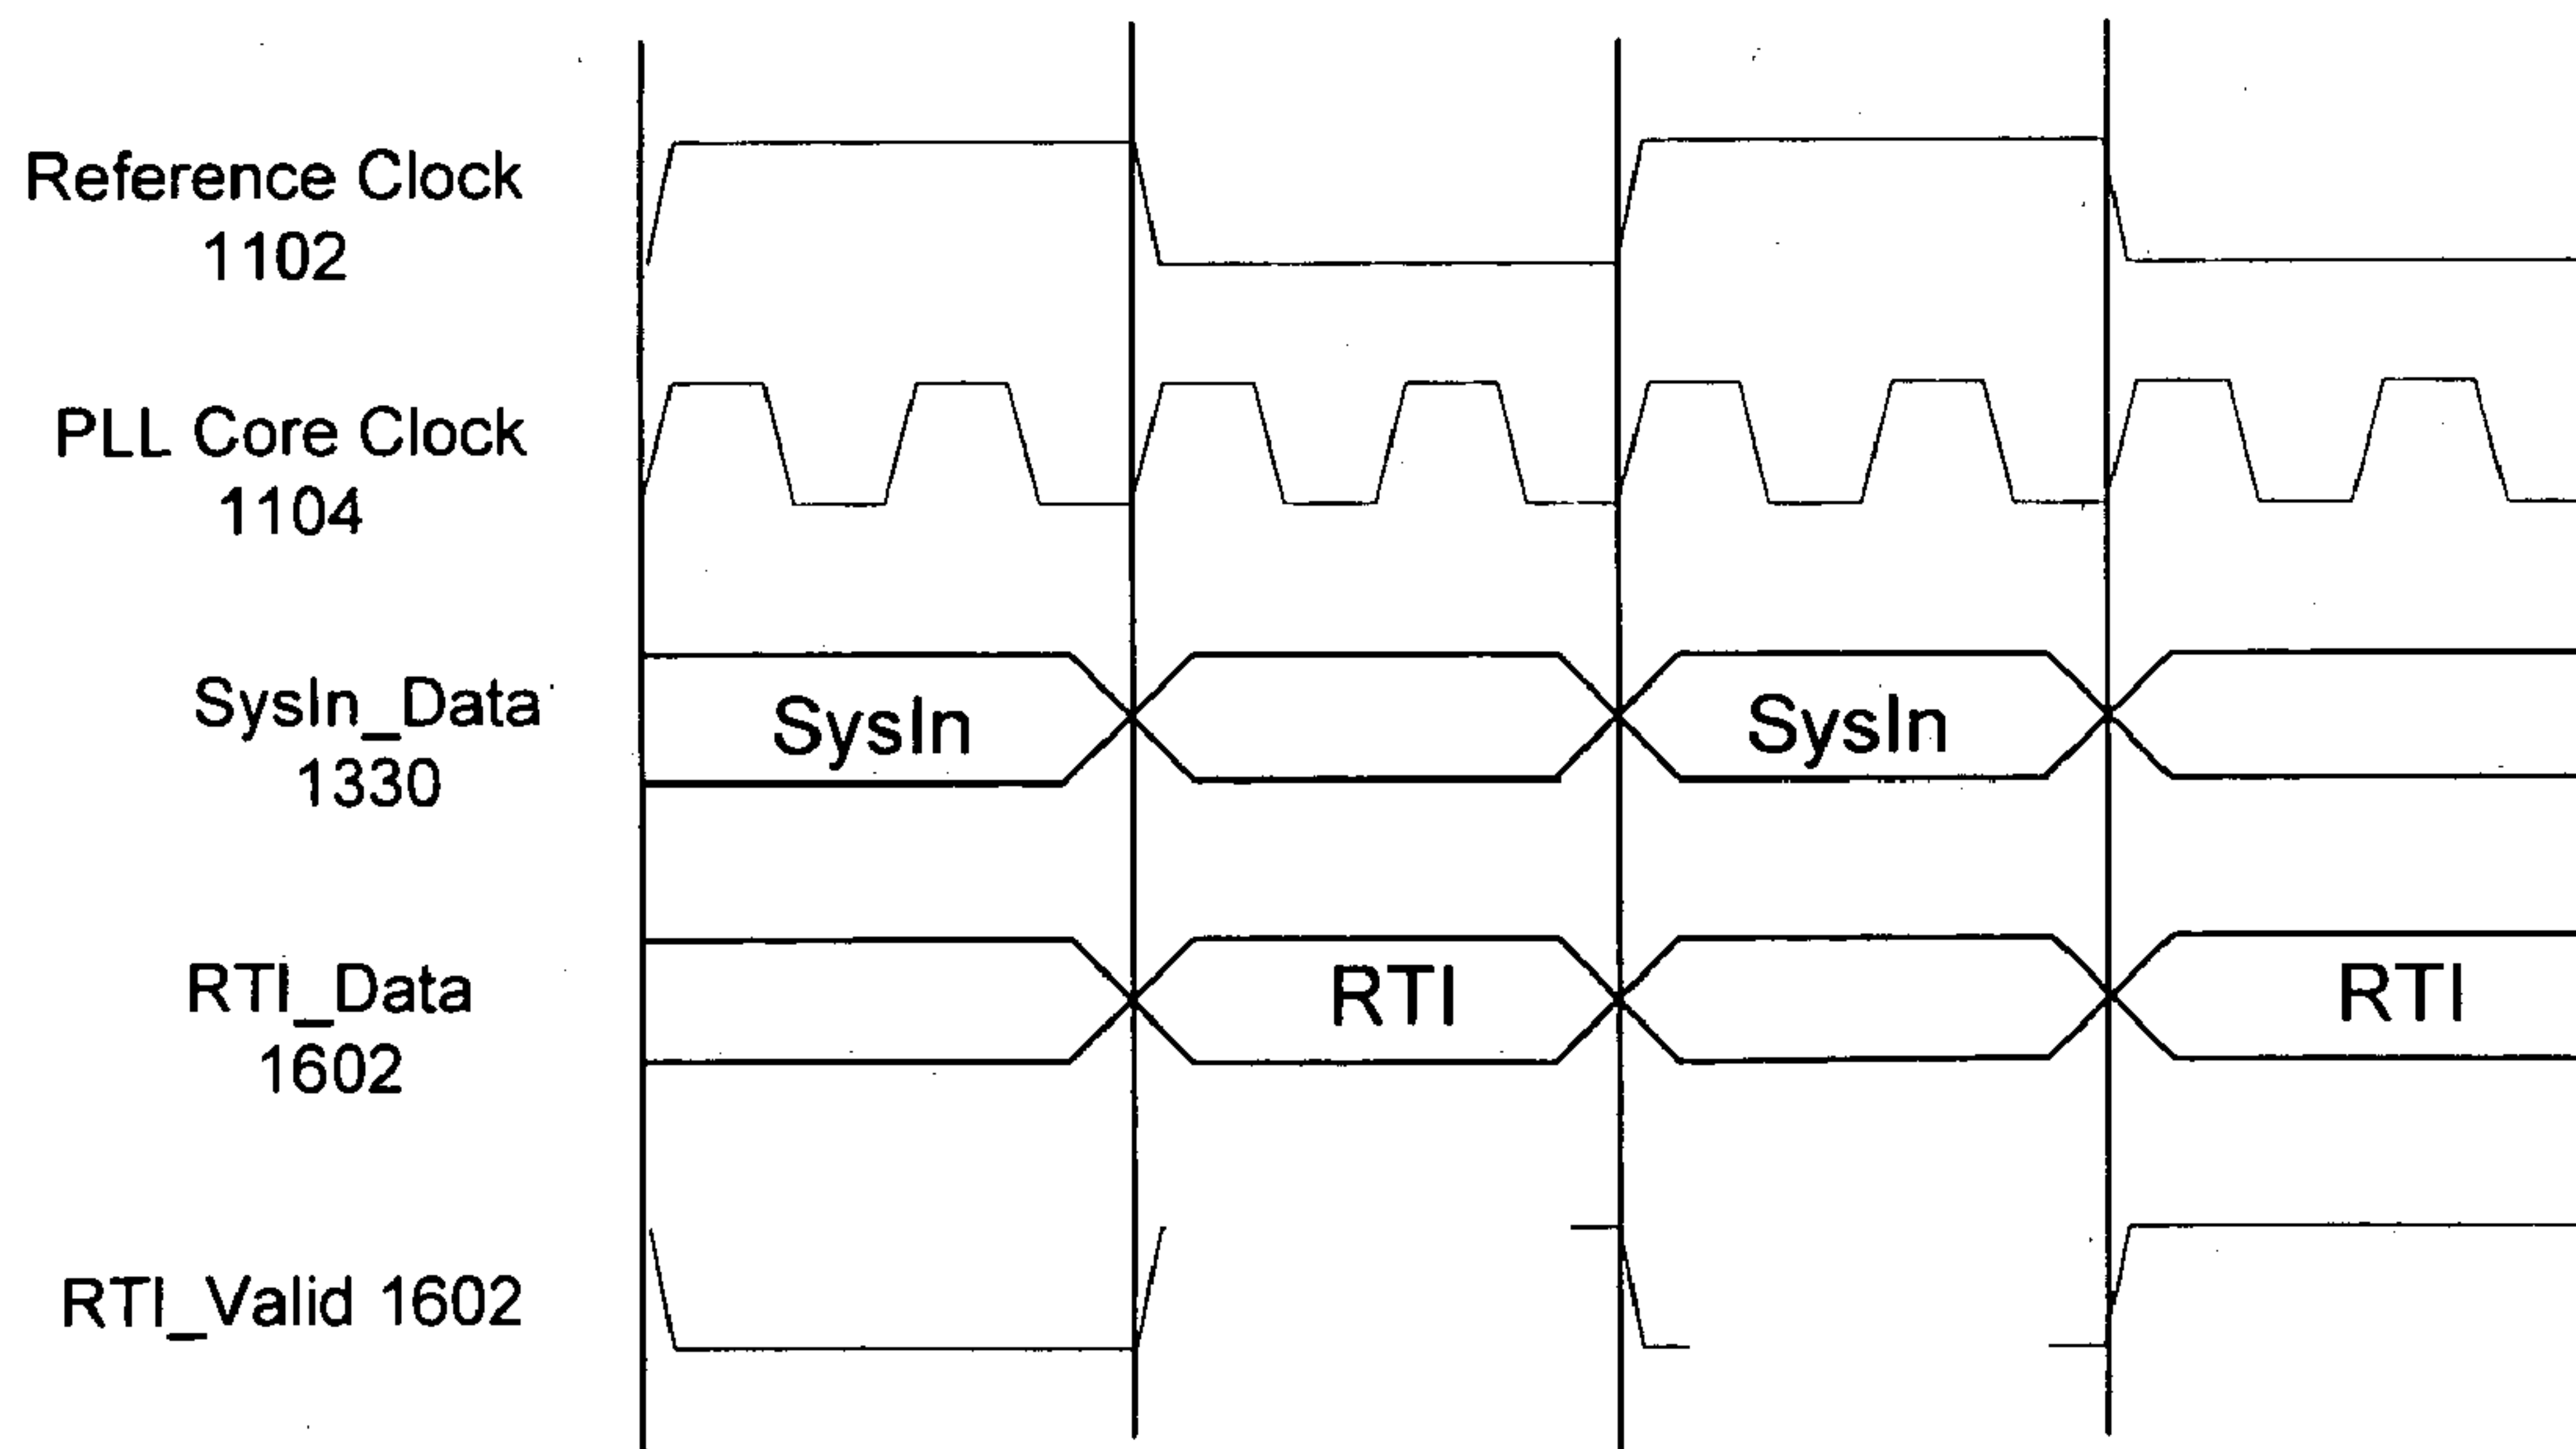 Reference Clock
1102
PLL Core Clock
1104
SysIn_Data
1330
SysIn
SysIn
RTI_Data
1602
RTI
RTI
RTI_Valid 1602